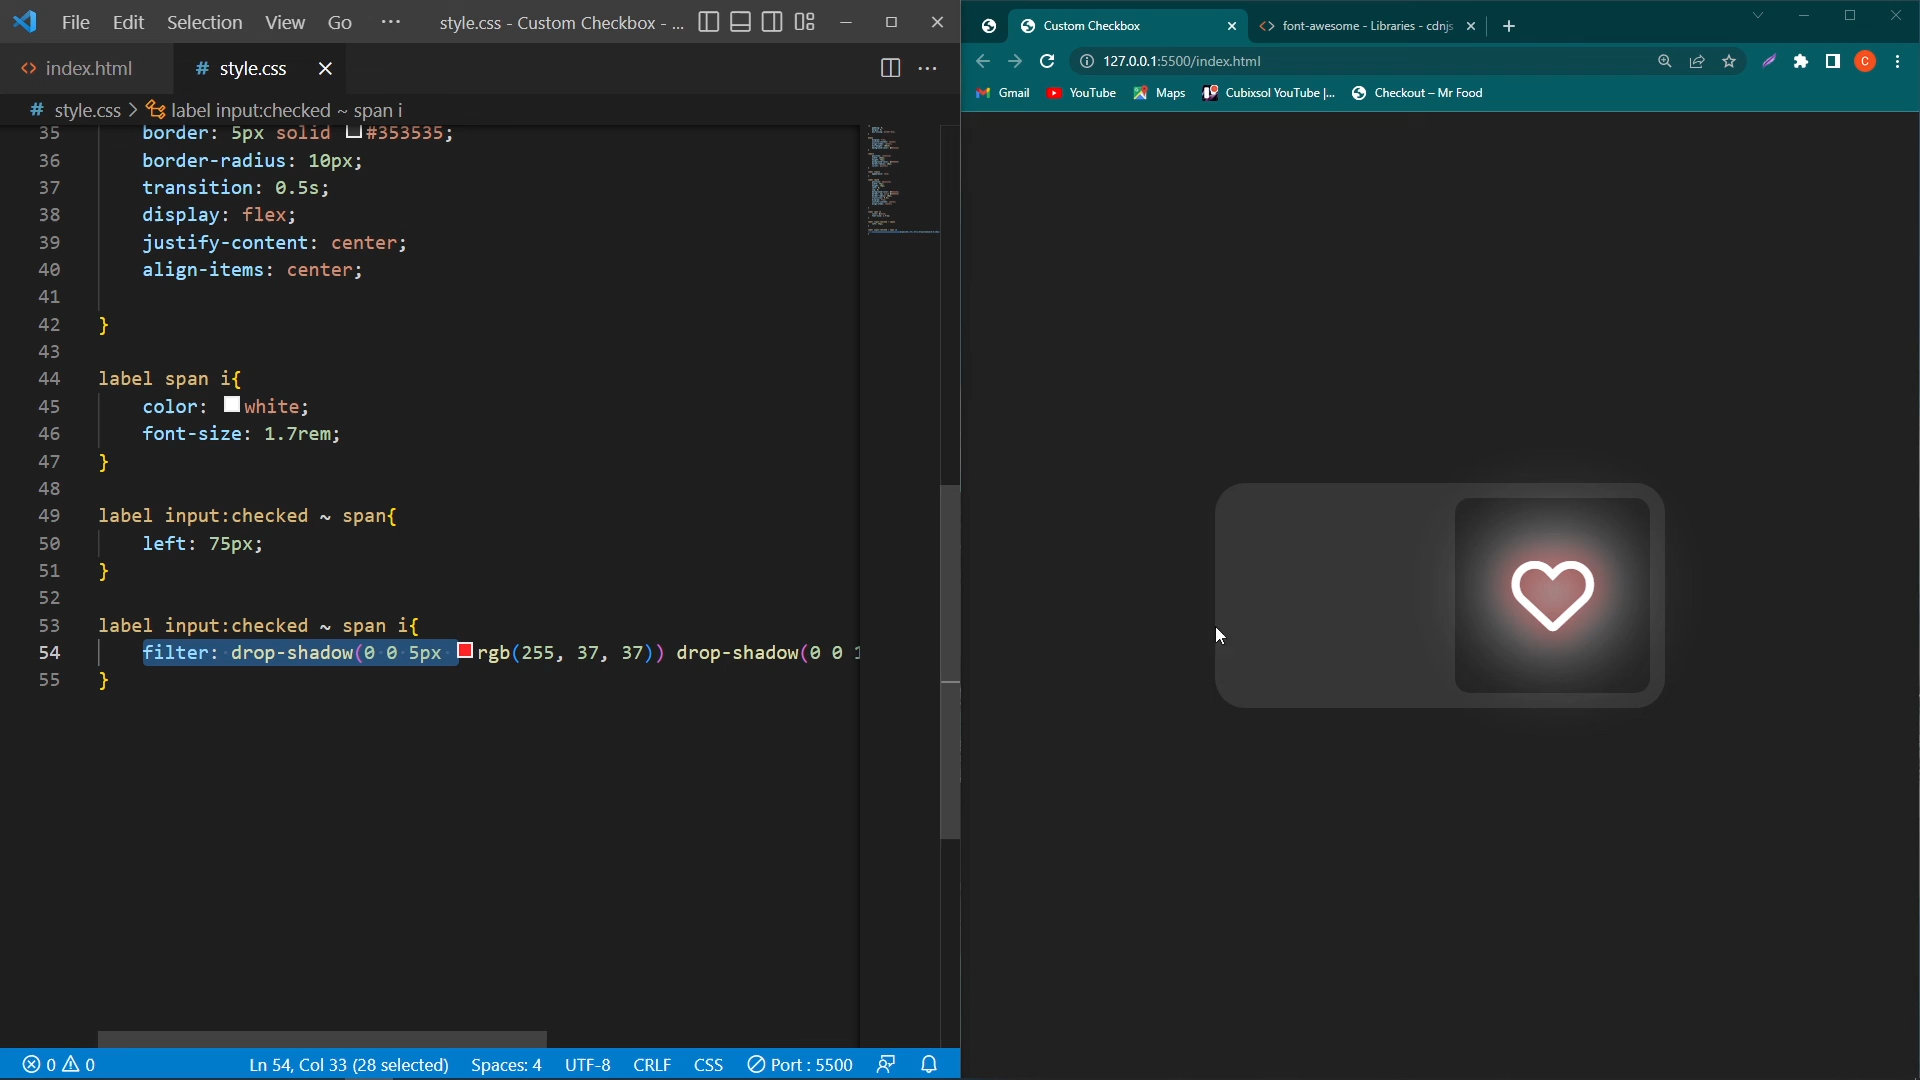 File Edit Selection View Go ··· style.css - Custom Checkbox - ...
index.html # style.css
# style.css > label input:checked ~ span i
35 border: 5px solid #353535;
36 border-radius: 10px;
37 transition: 0.5s;
38 display: flex;
39 justify-content: center;
40 align-items: center;
41
42 }
43
44 label span i{
45 color: white;
46 font-size: 1.7rem;
47 }
48
49 label input:checked ~ span{
50 left: 75px;
51 }
52
53 label input:checked ~ span i{
54 filter: drop-shadow(0 0 5px rgb(255, 37, 37)) drop-shadow(0 0 1
55 }
0 0 Ln 54, Col 33 (28 selected) Spaces: 4 UTF-8 CRLF CSS Port : 5500
Custom Checkbox <> font-awesome - Libraries - cdnjs
127.0.0.1:5500/index.html C
Gmail YouTube Maps Cubixsol YouTube |... Checkout – Mr Food